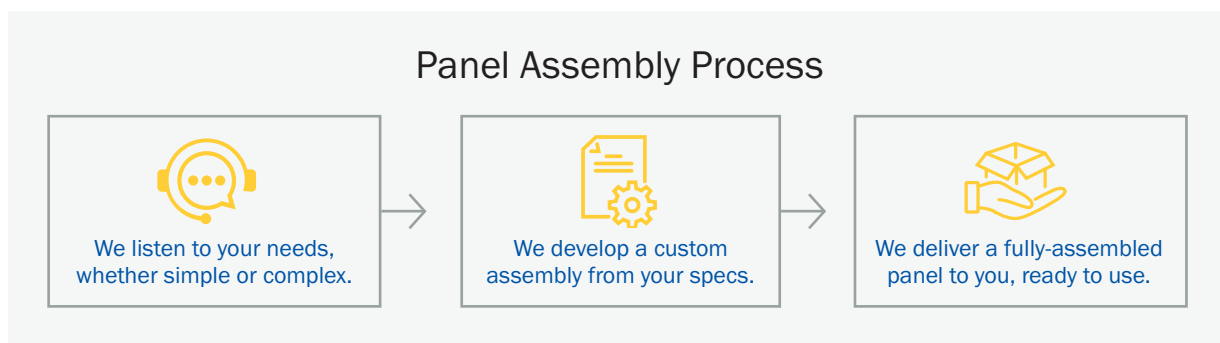 Panel Assembly Process
We listen to your needs,
whether simple or complex.
We develop a custom
assembly from your specs.
We deliver a fully-assembled
panel to you, ready to use.